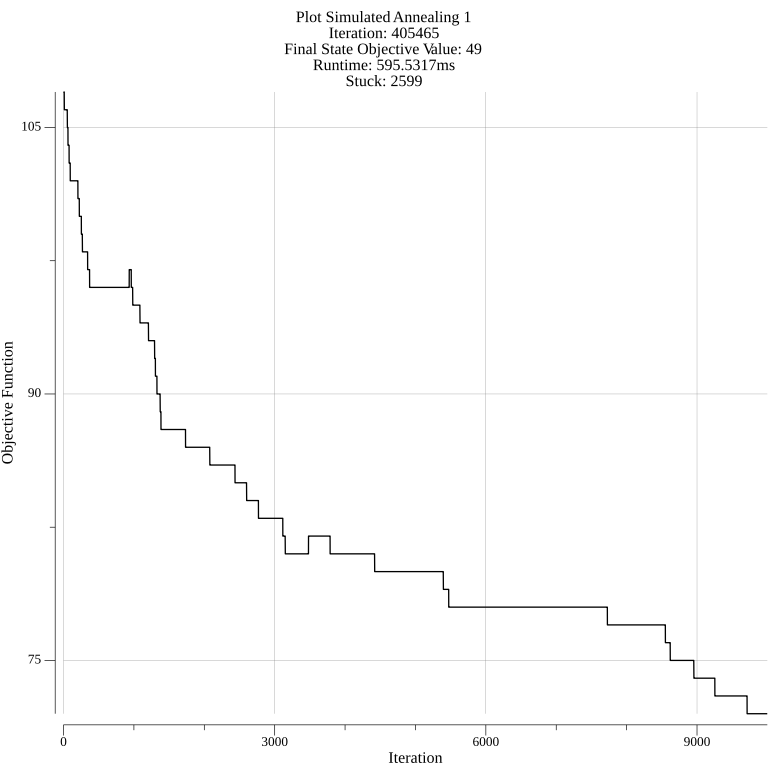 Plot Simulated Annealing 1
Iteration: 405465
Final State Objective Value: 49
Runtime: 595.5317ms
Stuck: 2599
105
90
75
Objective Function
0 3000 6000 9000
Iteration